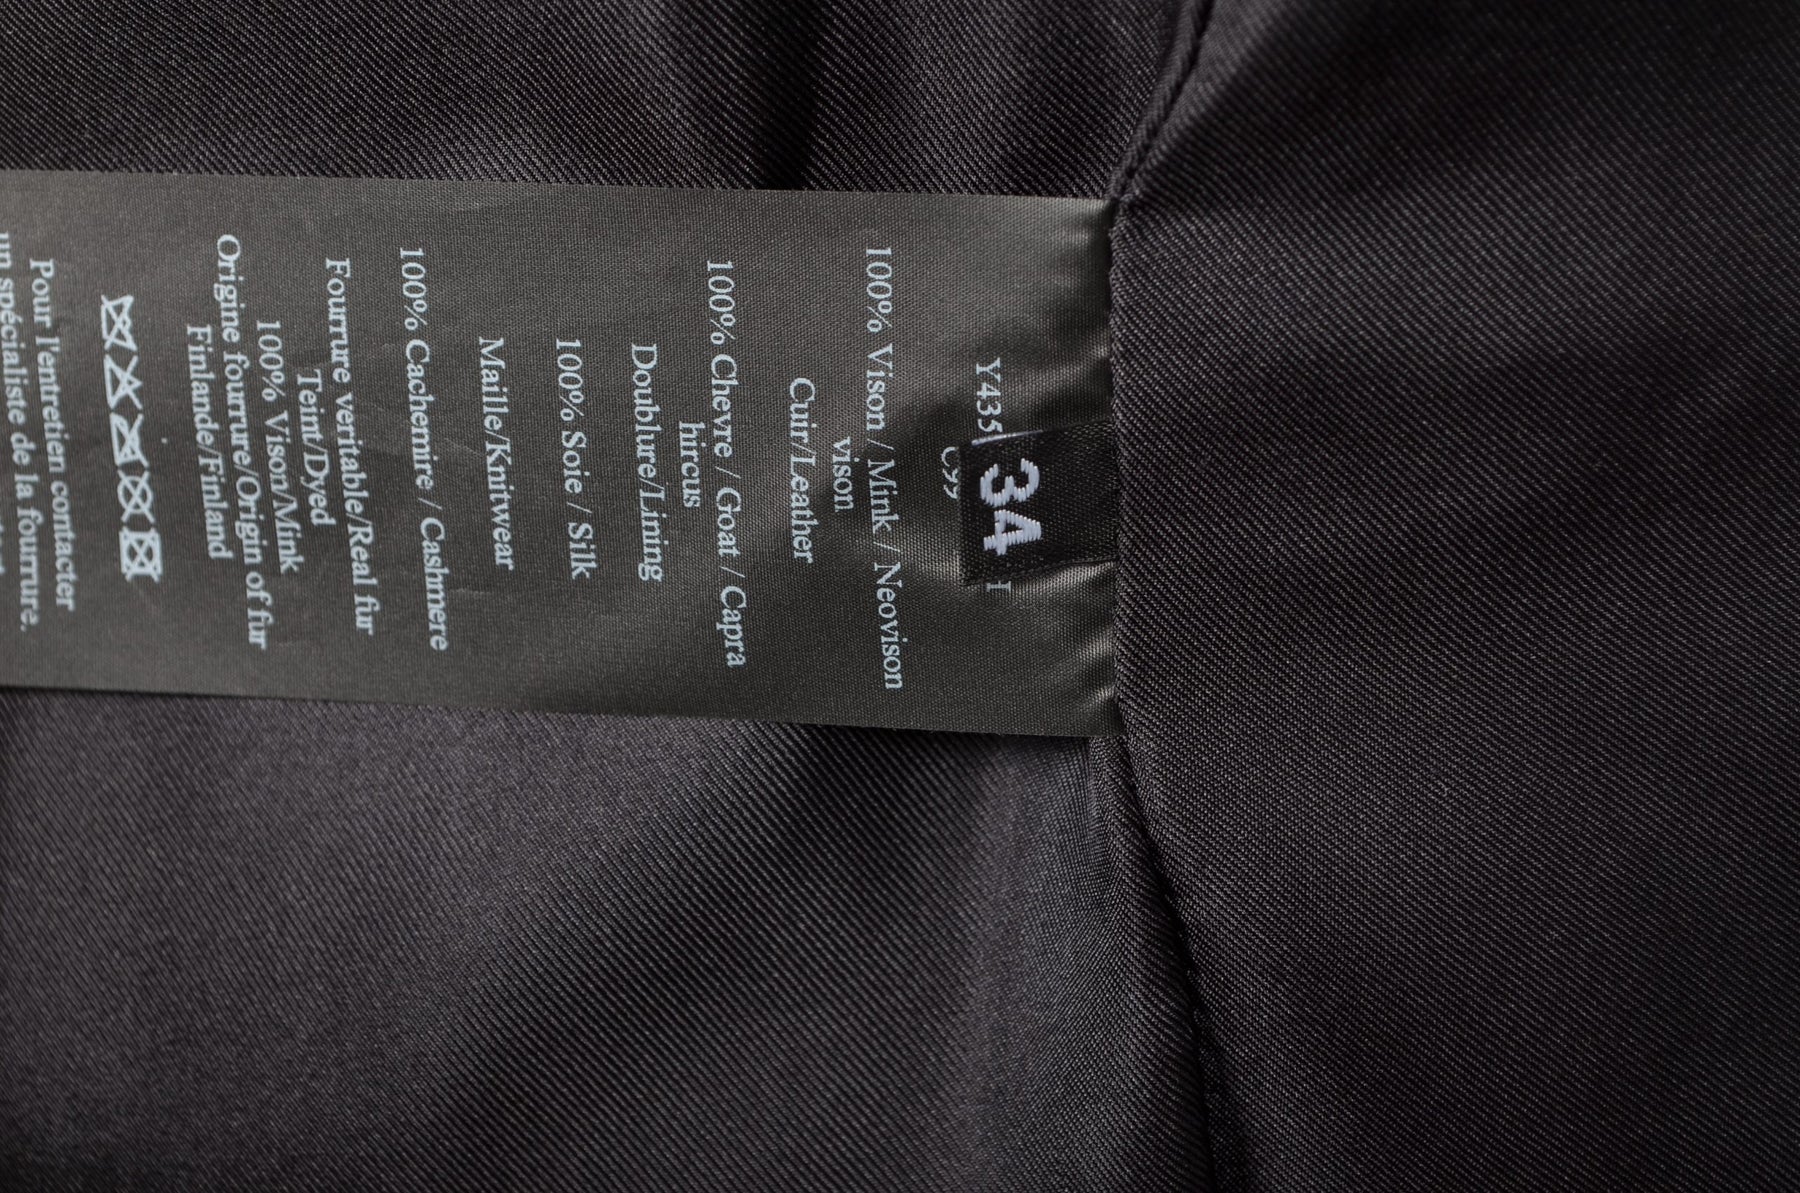 Y435
I
C99
34
100% Vison / Mink / Neovison
vison
Cuir/Leather
100% Chevre / Goat / Capra
hircus
Doublure/Lining
100% Soie / Silk
Maille/Knitwear
100% Cachemire / Cashmere
Fourrure veritable/Real fur
Teint/Dyed
100% Vison/Mink
Origine fourrure/Origin of fur
Finlande/Finland
Pour l'entretien contacter
un spécialiste de la fourrure.